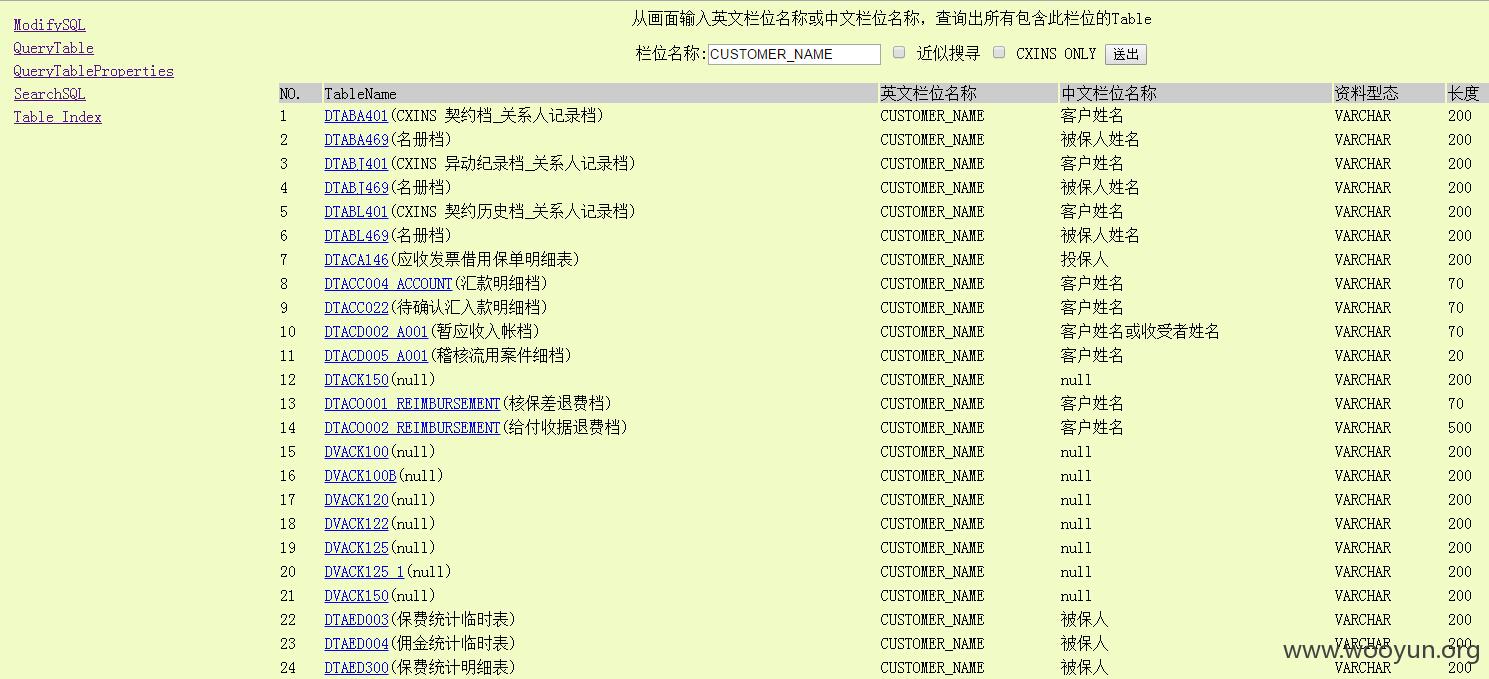 ModifySQL
QueryTable
QueryTableProperties
SearchSQL
Table Index
从画面输入英文栏位名称或中文栏位名称，查询出所有包含此栏位的Table
栏位名称:CUSTOMER_NAME 近似搜寻 CXINS ONLY 送出
NO. TableName 英文栏位名称 中文栏位名称 资料型态 长度
1 DTABA401(CXINS 契约档_关系人记录档) CUSTOMER_NAME 客户姓名 VARCHAR 200
2 DTABA469(名册档) CUSTOMER_NAME 被保人姓名 VARCHAR 200
3 DTABJ401(CXINS 异动纪录档_关系人记录档) CUSTOMER_NAME 客户姓名 VARCHAR 200
4 DTABJ469(名册档) CUSTOMER_NAME 被保人姓名 VARCHAR 200
5 DTABL401(CXINS 契约历史档_关系人记录档) CUSTOMER_NAME 客户姓名 VARCHAR 200
6 DTABL469(名册档) CUSTOMER_NAME 被保人姓名 VARCHAR 200
7 DTACA146(应收发票借用保单明细表) CUSTOMER_NAME 投保人 VARCHAR 200
8 DTACC004_ACCOUNT(汇款明细档) CUSTOMER_NAME 客户姓名 VARCHAR 70
9 DTACC022(待确认汇入款明细档) CUSTOMER_NAME 客户姓名 VARCHAR 70
10 DTACD002_A001(暂应收入帐档) CUSTOMER_NAME 客户姓名或收受者姓名 VARCHAR 70
11 DTACD005_A001(稽核流用案件细档) CUSTOMER_NAME 客户姓名 VARCHAR 20
12 DTACK150(null) CUSTOMER_NAME null VARCHAR 200
13 DTACO001_REIMBURSEMENT(核保差退费档) CUSTOMER_NAME 客户姓名 VARCHAR 70
14 DTACO002_REIMBURSEMENT(给付收据退费档) CUSTOMER_NAME 客户姓名 VARCHAR 500
15 DVACK100(null) CUSTOMER_NAME null VARCHAR 200
16 DVACK100B(null) CUSTOMER_NAME null VARCHAR 200
17 DVACK120(null) CUSTOMER_NAME null VARCHAR 200
18 DVACK122(null) CUSTOMER_NAME null VARCHAR 200
19 DVACK125(null) CUSTOMER_NAME null VARCHAR 200
20 DVACK125_1(null) CUSTOMER_NAME null VARCHAR 200
21 DVACK150(null) CUSTOMER_NAME null VARCHAR 200
22 DTAED003(保费统计临时表) CUSTOMER_NAME 被保人 VARCHAR 200
23 DTAED004(佣金统计临时表) CUSTOMER_NAME 被保人 VARCHAR 200
24 DTAED300(保费统计明细表) CUSTOMER_NAME 被保人 VARCHAR 200
www.wooyun.org